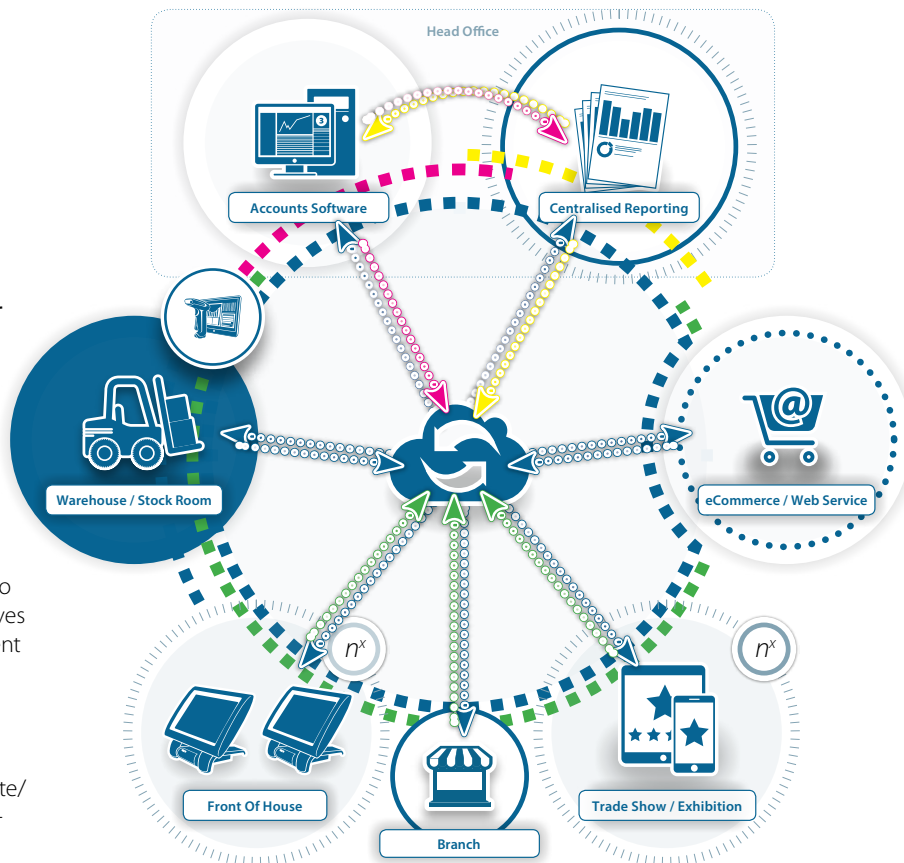 Head Office
3
Accounts Software
Centralised Reporting
@
Warehouse / Stock Room
eCommerce / Web Service
nˣ
nˣ
Front Of House
Trade Show / Exhibition
Branch